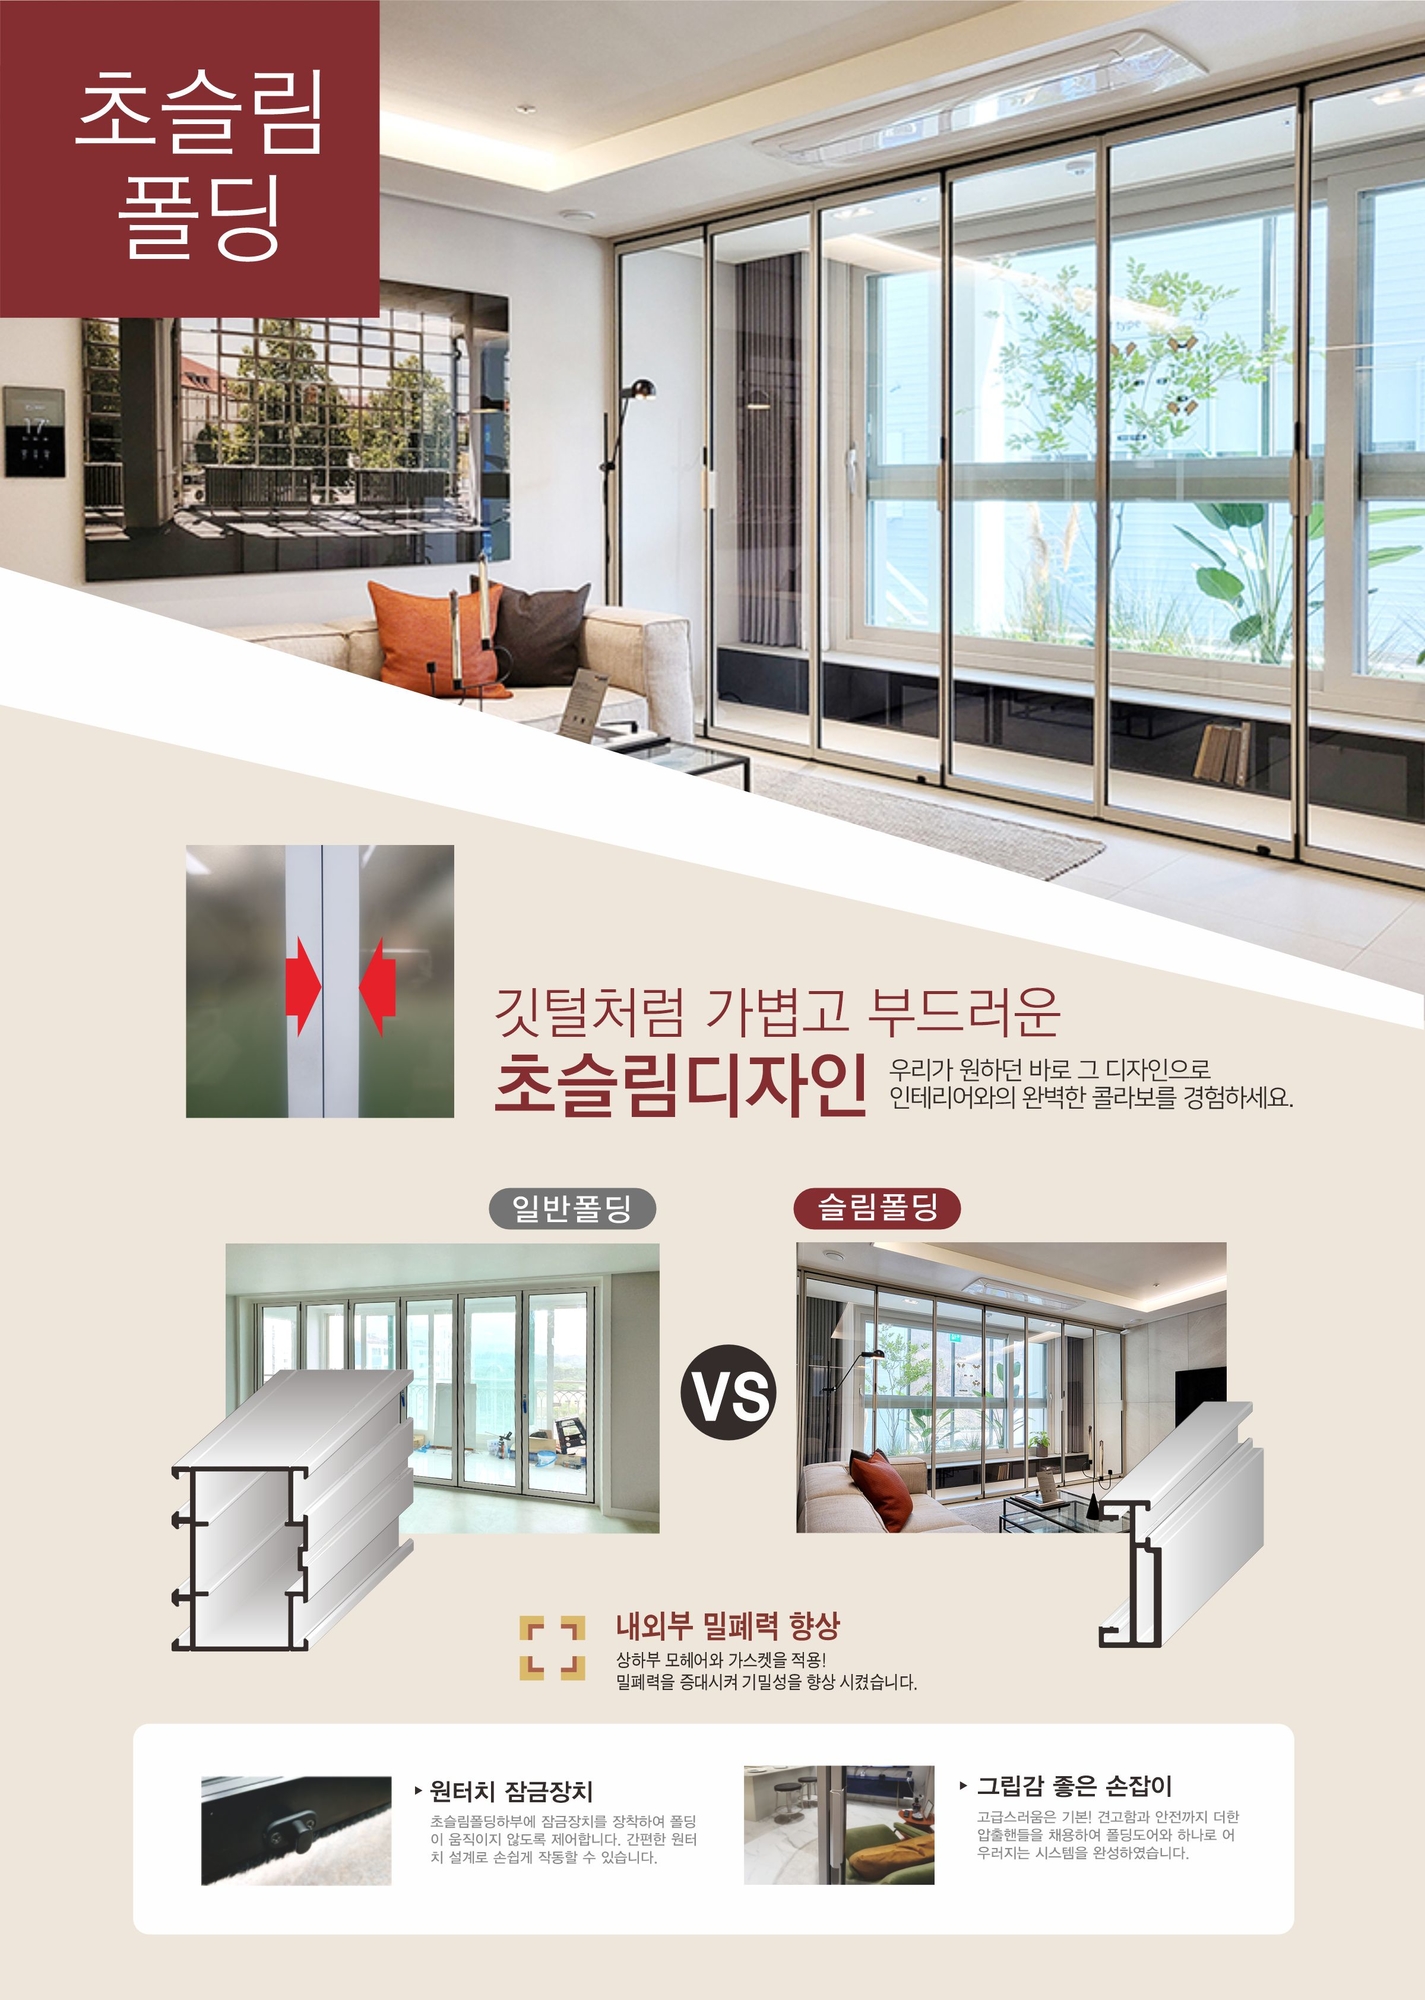 초슬림
폴딩
깃털처럼 가볍고 부드러운
초슬림디자인
우리가 원하던 바로 그 디자인으로
인테리어와의 완벽한 콜라보를 경험하세요.
일반폴딩
VS
슬림폴딩
내외부 밀폐력 향상
상하부 모헤어와 가스켓을 적용!
밀폐력을 증대시켜 기밀성을 향상 시켰습니다.
▸ 원터치 잠금장치
초슬림폴딩하부에 잠금장치를 장착하여 폴딩
이 움직이지 않도록 제어합니다. 간편한 원터
치 설계로 손쉽게 작동할 수 있습니다.
▸ 그립감 좋은 손잡이
고급스러움은 기본! 견고함과 안전까지 더한
압출핸들을 채용하여 폴딩도어와 하나로 어
우러지는 시스템을 완성하였습니다.